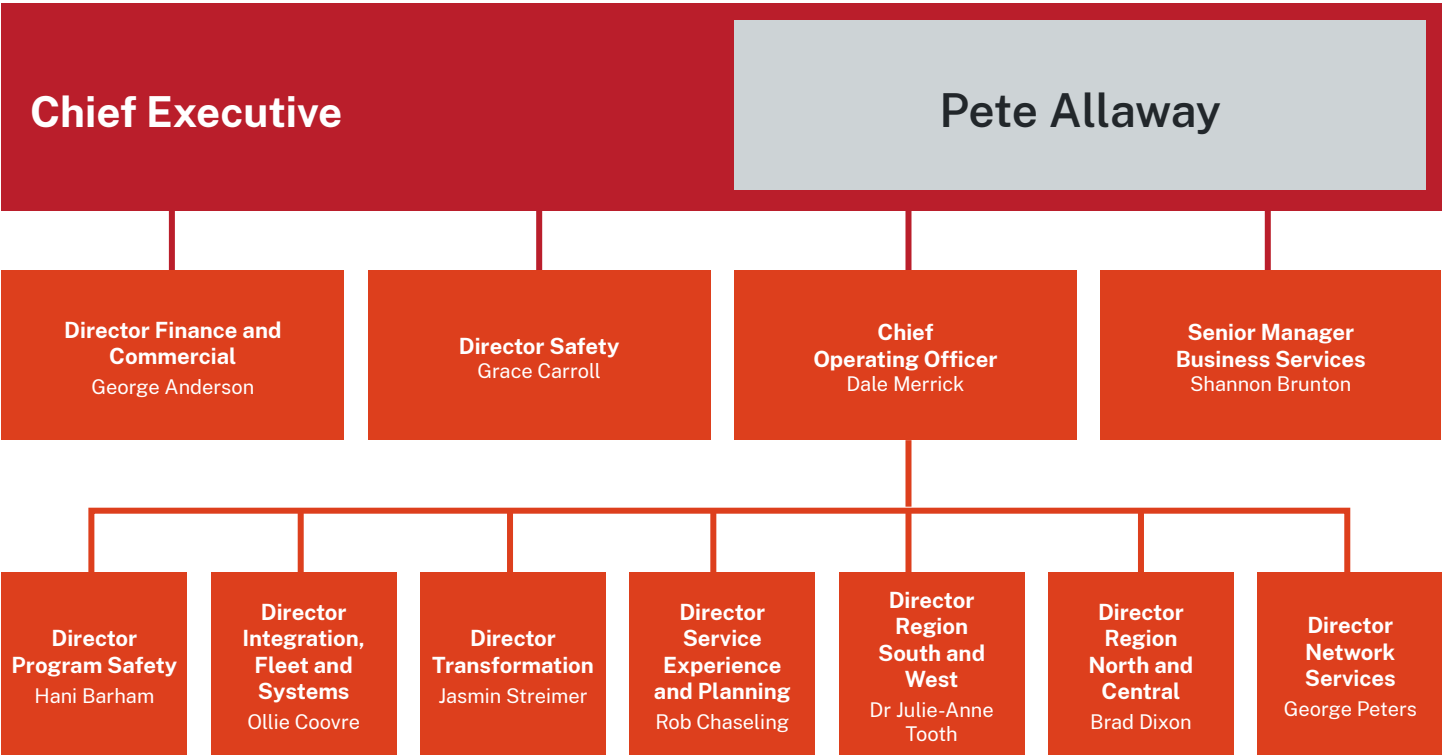 Chief Executive
Pete Allaway
Director Finance and
Commercial
George Anderson
Director Safety
Grace Carroll
Chief
Operating Officer
Dale Merrick
Senior Manager
Business Services
Shannon Brunton
Director
Program Safety
Hani Barham
Director
Integration,
Fleet and
Systems
Ollie Coovre
Director
Transformation
Jasmin Streimer
Director
Service
Experience
and Planning
Rob Chaseling
Director
Region
South and
West
Dr Julie-Anne
Tooth
Director
Region
North and
Central
Brad Dixon
Director
Network
Services
George Peters